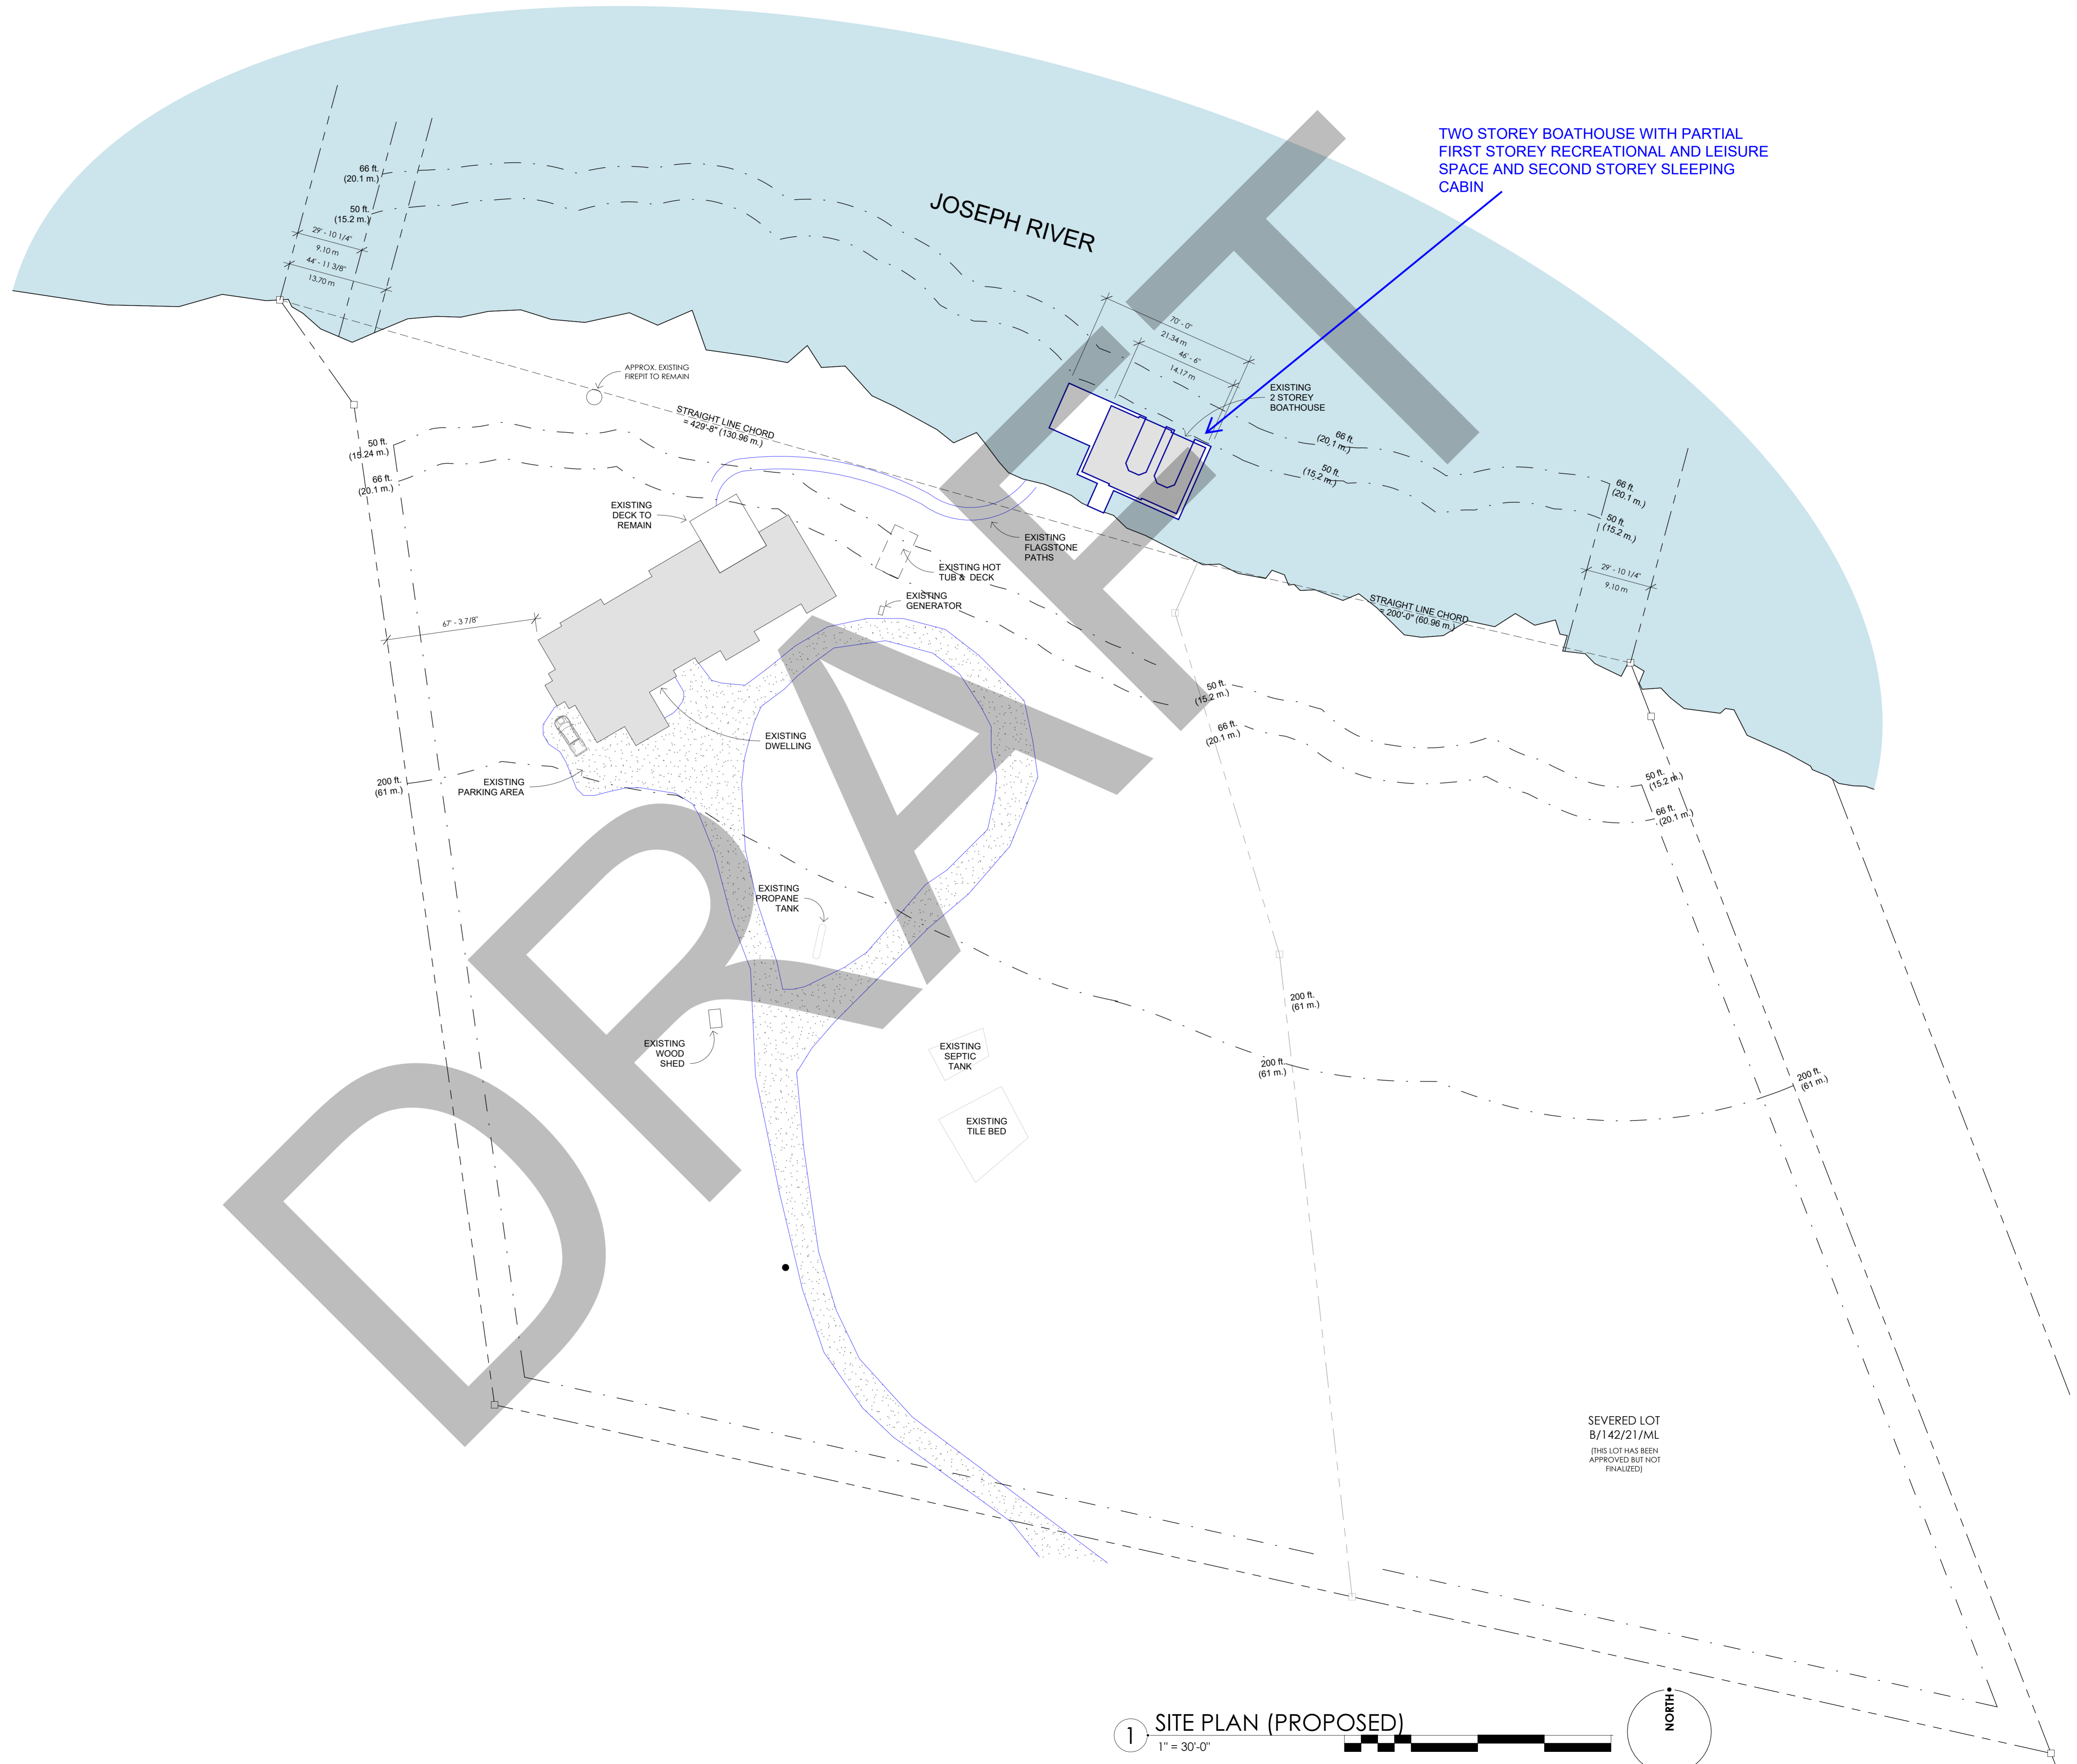 TWO STOREY BOATHOUSE WITH PARTIAL
FIRST STOREY RECREATIONAL AND LEISURE
SPACE AND SECOND STOREY SLEEPING
CABIN
66 ft.
(20.1 m.)
50 ft.
(15.2 m.)
29' - 10 1/4"
9.10 m
44' - 11 3/8"
13.70 m
JOSEPH RIVER
70' - 0"
21.34 m
46' - 6"
14.17 m
EXISTING
2 STOREY
BOATHOUSE
APPROX. EXISTING
FIREPIT TO REMAIN
STRAIGHT LINE CHORD
= 429'-8" (130.96 m.)
66 ft.
(20.1 m.)
50 ft.
(15.2 m.)
66 ft.
(20.1 m.)
50 ft.
(15.2 m.)
29' - 10 1/4"
9.10 m
50 ft.
(15.24 m.)
66 ft.
(20.1 m.)
EXISTING
DECK TO
REMAIN
EXISTING
FLAGSTONE
PATHS
EXISTING HOT
TUB & DECK
EXISTING
GENERATOR
STRAIGHT LINE CHORD
= 200'-0" (60.96 m.)
67' - 3 7/8"
50 ft.
(15.2 m.)
66 ft.
(20.1 m.)
EXISTING
DWELLING
200 ft.
(61 m.)
EXISTING
PARKING AREA
50 ft.
(15.2 m.)
66 ft.
(20.1 m.)
EXISTING
PROPANE
TANK
200 ft.
(61 m.)
EXISTING
WOOD
SHED
EXISTING
SEPTIC
TANK
200 ft.
(61 m.)
200 ft.
(61 m.)
EXISTING
TILE BED
DRAFT
SEVERED LOT
B/142/21/ML
(THIS LOT HAS BEEN
APPROVED BUT NOT
FINALIZED)
1
SITE PLAN (PROPOSED)
1" = 30'-0"
NORTH